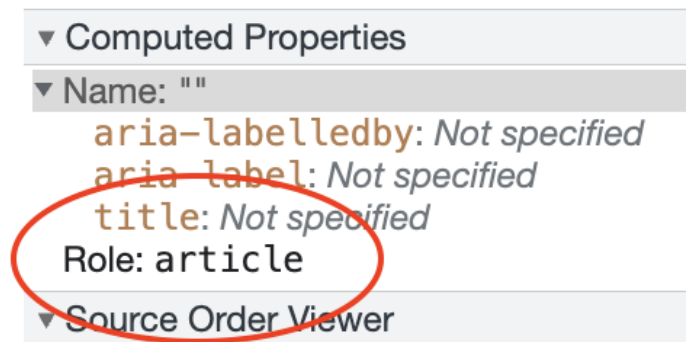 Computed Properties
Name: ""
aria-labelledby: Not specified
aria-label: Not specified
title: Not specified
Role: article
Source Order Viewer